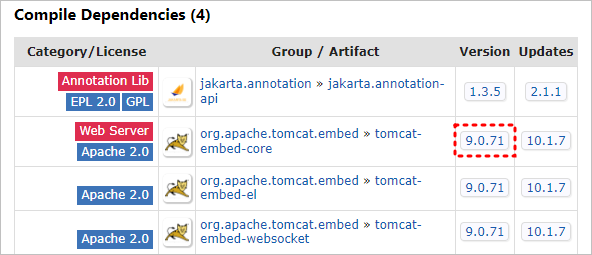 Compile Dependencies (4)
Category/License Group / Artifact Version Updates
Annotation Lib
EPL 2.0 GPL
jakarta.annotation » jakarta.annotation-
api
1.3.5 2.1.1
Web Server
Apache 2.0
org.apache.tomcat.embed » tomcat-
embed-core
9.0.71 10.1.7
Apache 2.0
org.apache.tomcat.embed » tomcat-
embed-el
9.0.71 10.1.7
Apache 2.0
org.apache.tomcat.embed » tomcat-
embed-websocket
9.0.71 10.1.7